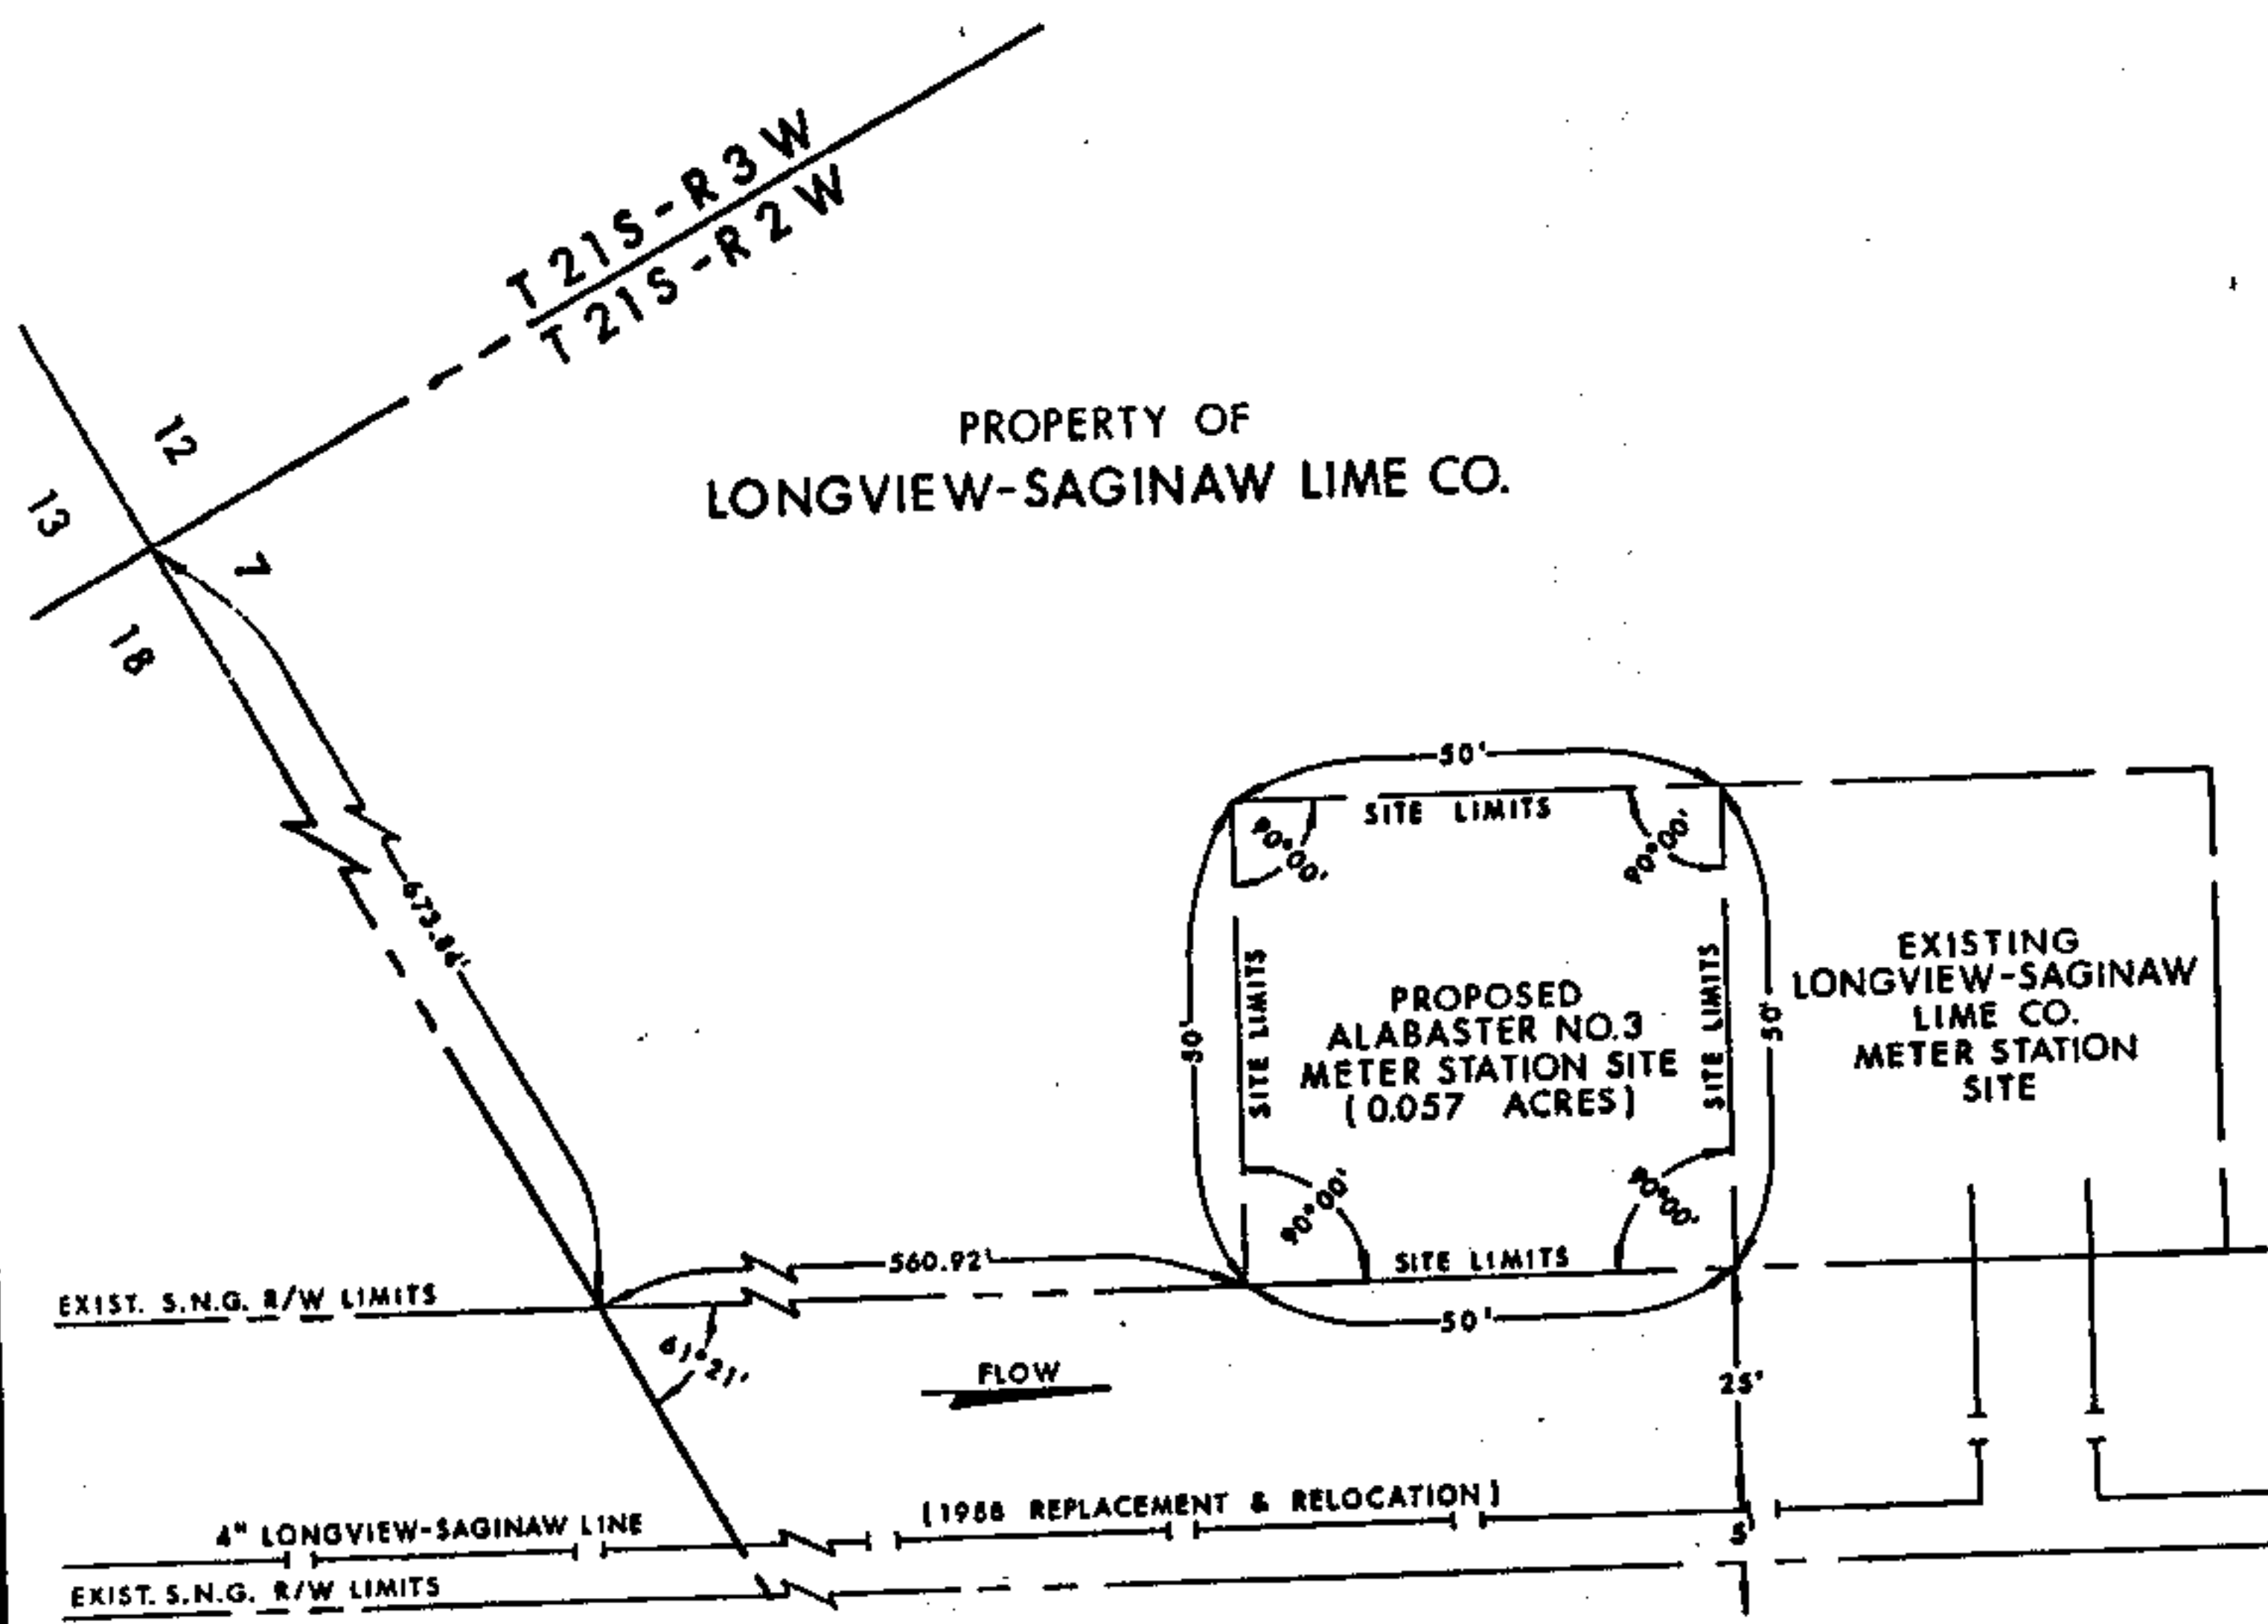 T 21S - R 3 W
T 21S - R 2 W
12
13
7
18
PROPERTY OF
LONGVIEW-SAGINAW LIME CO.
50'
SITE LIMITS
90°00'
90°00'
673.86'
SITE LIMITS
SITE LIMITS
50'
50'
PROPOSED
ALABASTER NO.3
METER STATION SITE
(0.057 ACRES)
EXISTING
LONGVIEW-SAGINAW
LIME CO.
METER STATION
SITE
90°00'
90°00'
560.92'
SITE LIMITS
50'
EXIST. S.N.G. R/W LIMITS
61°21'
FLOW
25'
(1988 REPLACEMENT & RELOCATION)
4" LONGVIEW-SAGINAW LINE
5'
EXIST. S.N.G. R/W LIMITS